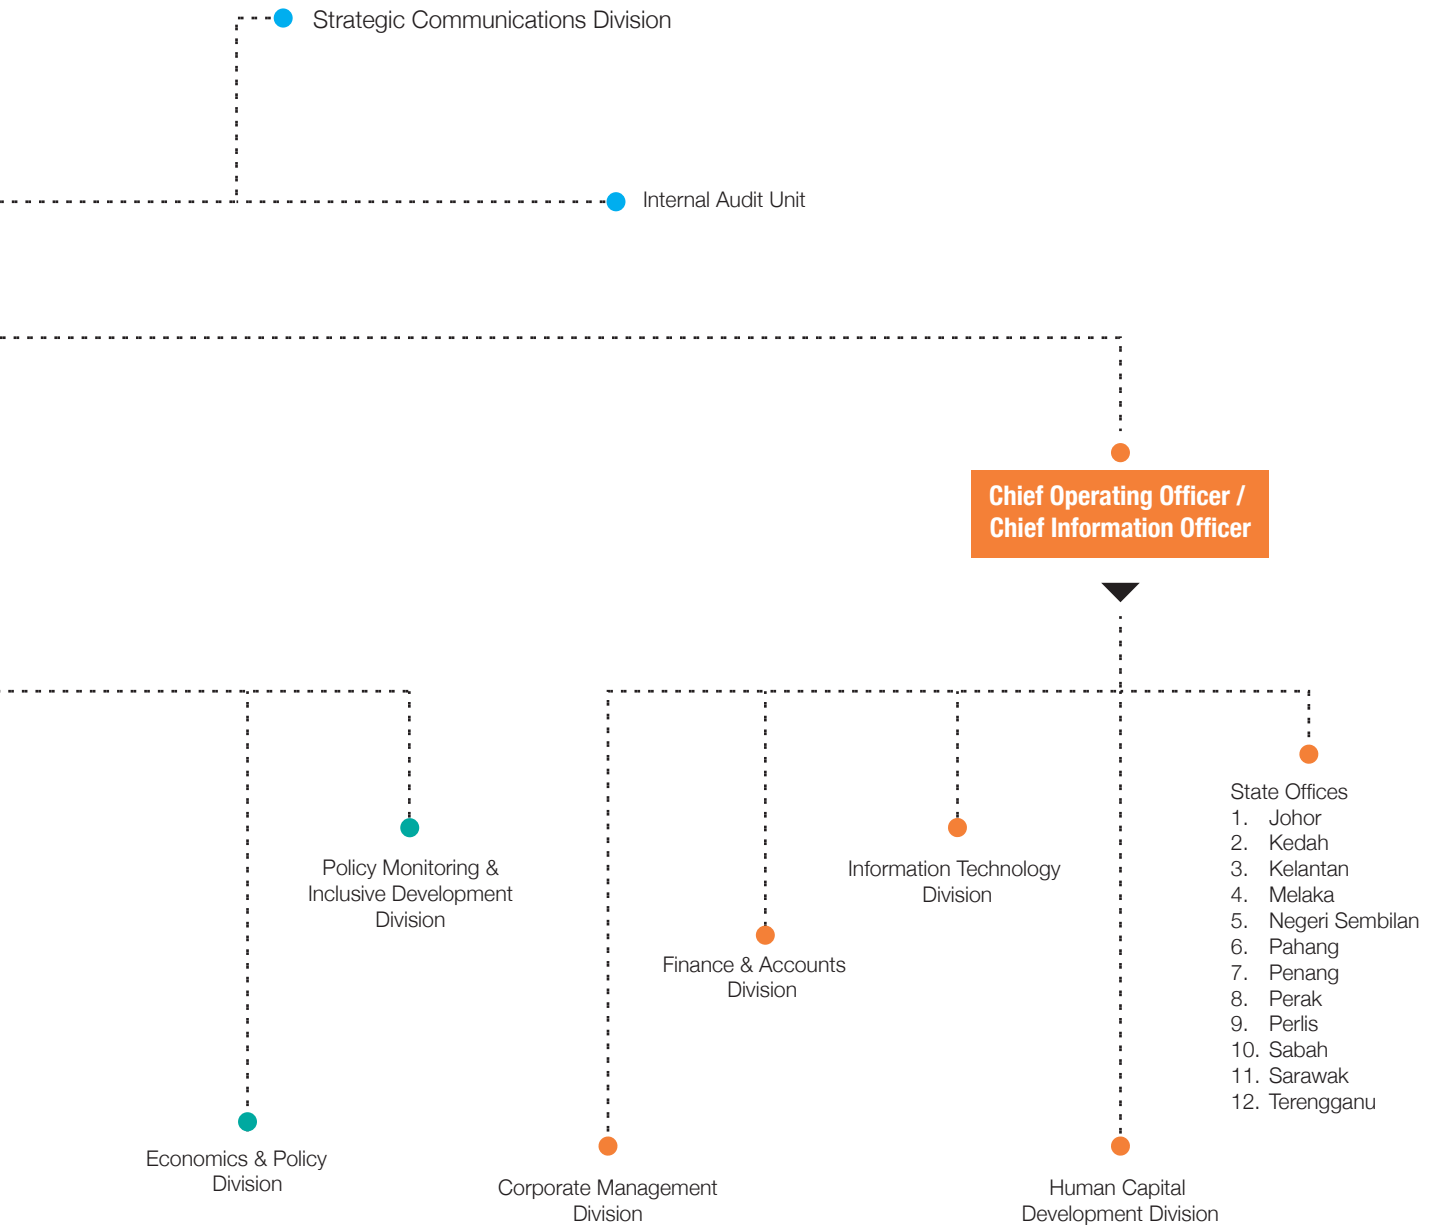 Strategic Communications Division
Internal Audit Unit
Chief Operating Officer /
Chief Information Officer
State Offices
1. Johor
2. Kedah
3. Kelantan
4. Melaka
5. Negeri Sembilan
6. Pahang
7. Penang
8. Perak
9. Perlis
10. Sabah
11. Sarawak
12. Terengganu
Policy Monitoring &
Inclusive Development
Division
Information Technology
Division
Finance & Accounts
Division
Economics & Policy
Division
Corporate Management
Division
Human Capital
Development Division